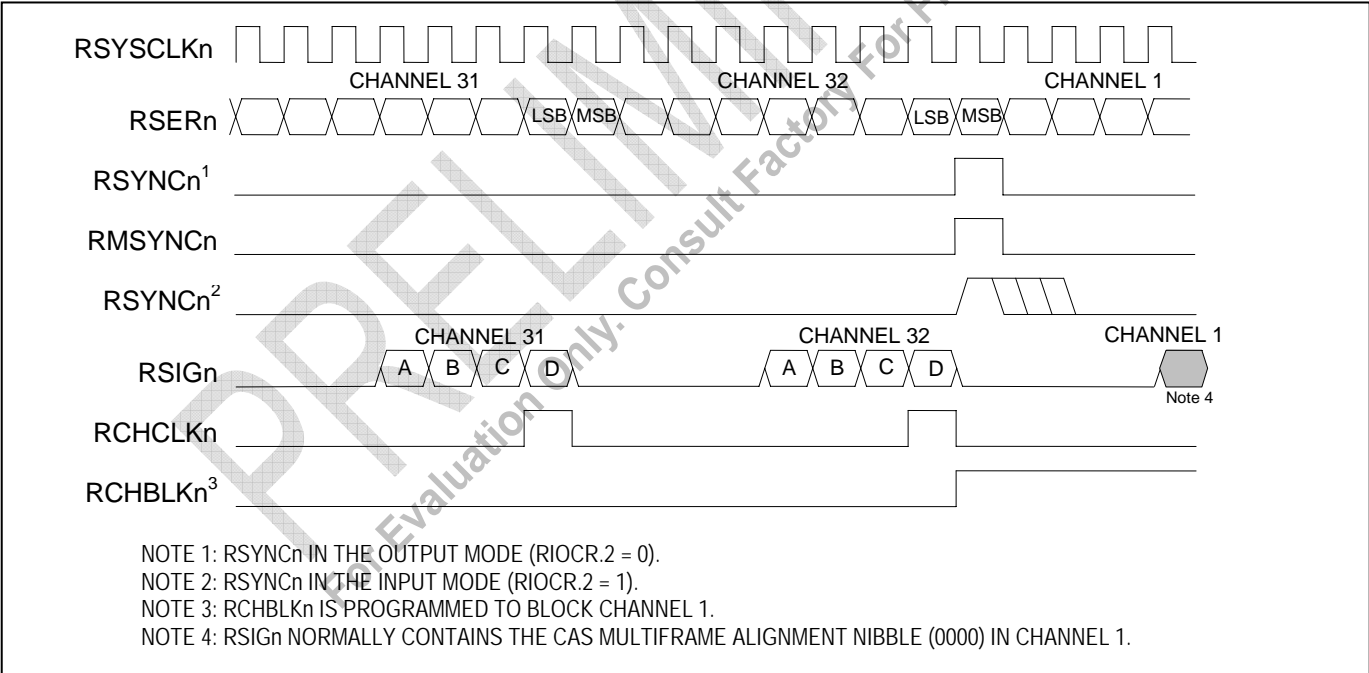 RSYSCLKn
CHANNEL 31 CHANNEL 32 CHANNEL 1
RSERn LSB MSB LSB MSB
RSYNCn¹
RMSYNCn
RSYNCn²
CHANNEL 31 CHANNEL 32 CHANNEL 1
RSIGn A B C D A B C D
Note 4
RCHCLKn
RCHBLKn³
NOTE 1: RSYNCn IN THE OUTPUT MODE (RIOCR.2 = 0).
NOTE 2: RSYNCn IN THE INPUT MODE (RIOCR.2 = 1).
NOTE 3: RCHBLKn IS PROGRAMMED TO BLOCK CHANNEL 1.
NOTE 4: RSIGn NORMALLY CONTAINS THE CAS MULTIFRAME ALIGNMENT NIBBLE (0000) IN CHANNEL 1.
For Evaluation Only. Consult Factory For